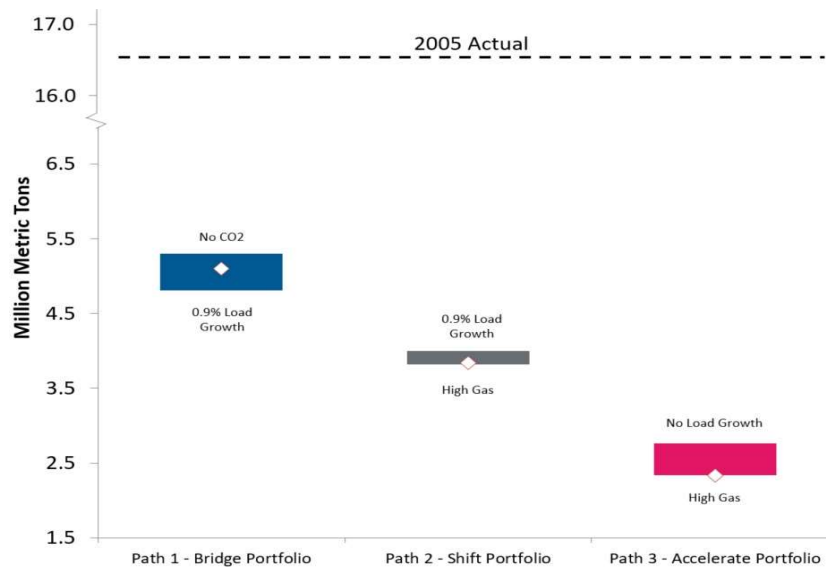 17.0
2005 Actual
16.0
6.5
5.5
4.5
3.5
2.5
1.5
Million Metric Tons
No CO2
0.9% Load
Growth
0.9% Load
Growth
High Gas
No Load Growth
High Gas
Path 1 - Bridge Portfolio
Path 2 - Shift Portfolio
Path 3 - Accelerate Portfolio